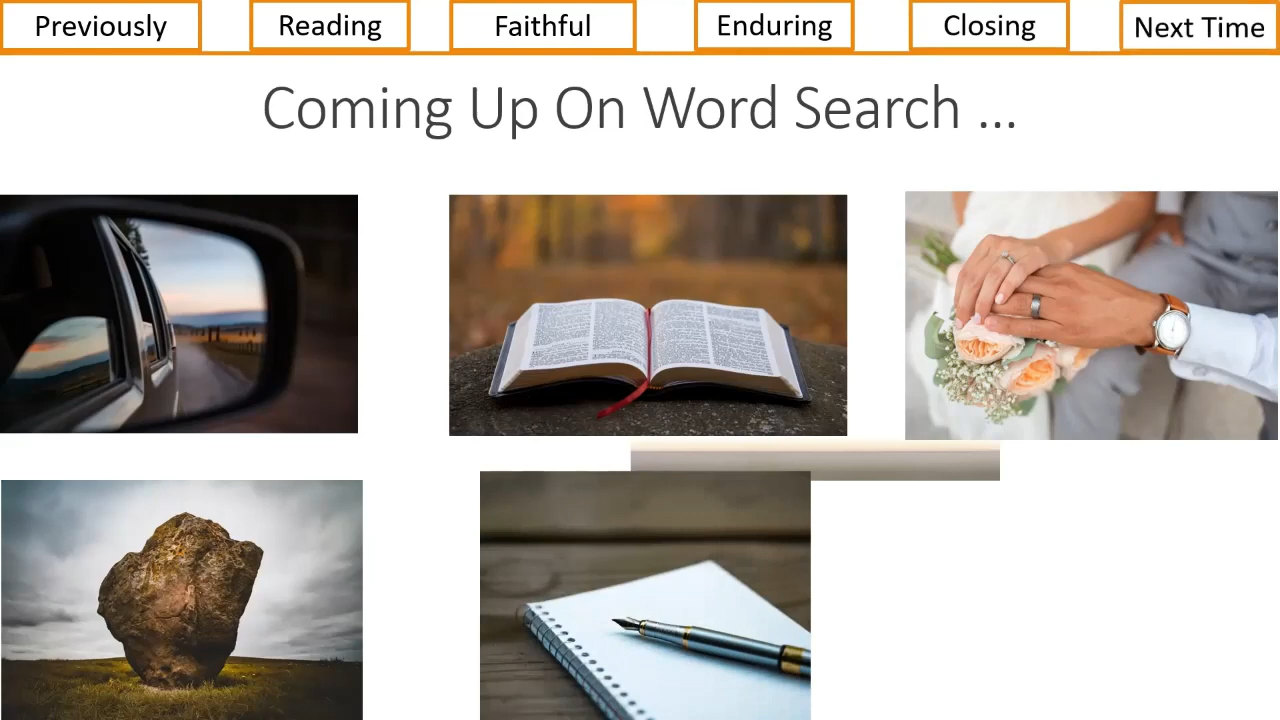 Previously
Reading
Faithful
Enduring
Closing
Next Time
Coming Up On Word Search ...